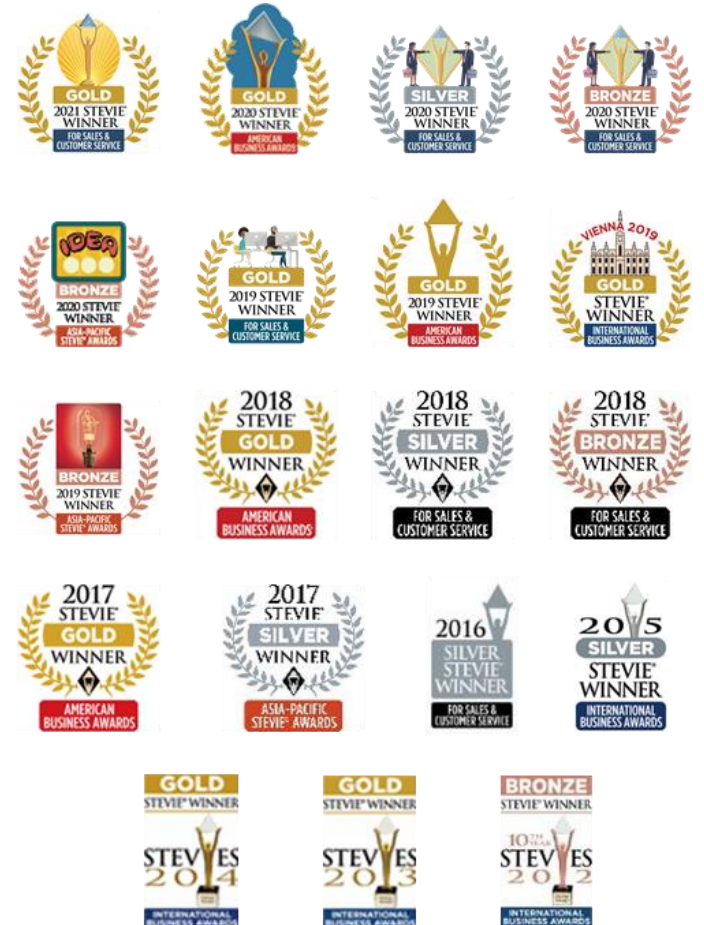 GOLD
2021 STEVIE®
WINNER
FOR SALES &
CUSTOMER SERVICE
GOLD
2020 STEVIE®
WINNER
AMERICAN
BUSINESS AWARDS
SILVER
2020 STEVIE®
WINNER
FOR SALES &
CUSTOMER SERVICE
BRONZE
2020 STEVIE®
WINNER
FOR SALES &
CUSTOMER SERVICE
IDEA
BRONZE
2020 STEVIE®
WINNER
ASIA-PACIFIC
STEVIE® AWARDS
GOLD
2019 STEVIE®
WINNER
FOR SALES &
CUSTOMER SERVICE
GOLD
2019 STEVIE®
WINNER
AMERICAN
BUSINESS AWARDS
VIENNA 2019
GOLD
STEVIE®
WINNER
INTERNATIONAL
BUSINESS AWARDS
BRONZE
2019 STEVIE®
WINNER
ASIA-PACIFIC
STEVIE® AWARDS
2018
STEVIE®
GOLD
WINNER
AMERICAN
BUSINESS AWARDS
2018
STEVIE®
SILVER
WINNER
FOR SALES &
CUSTOMER SERVICE
2018
STEVIE®
BRONZE
WINNER
FOR SALES &
CUSTOMER SERVICE
2017
STEVIE®
GOLD
WINNER
AMERICAN
BUSINESS AWARDS
2017
STEVIE®
SILVER
WINNER
ASIA-PACIFIC
STEVIE® AWARDS
2016
SILVER
STEVIE®
WINNER
FOR SALES &
CUSTOMER SERVICE
2015
SILVER
STEVIE®
WINNER
INTERNATIONAL
BUSINESS AWARDS
GOLD
STEVIE® WINNER
STEVIES
2014
INTERNATIONAL
BUSINESS AWARDS
GOLD
STEVIE® WINNER
STEVIES
2013
INTERNATIONAL
BUSINESS AWARDS
BRONZE
STEVIE® WINNER
10TH
YEAR
STEVIES
2012
INTERNATIONAL
BUSINESS AWARDS